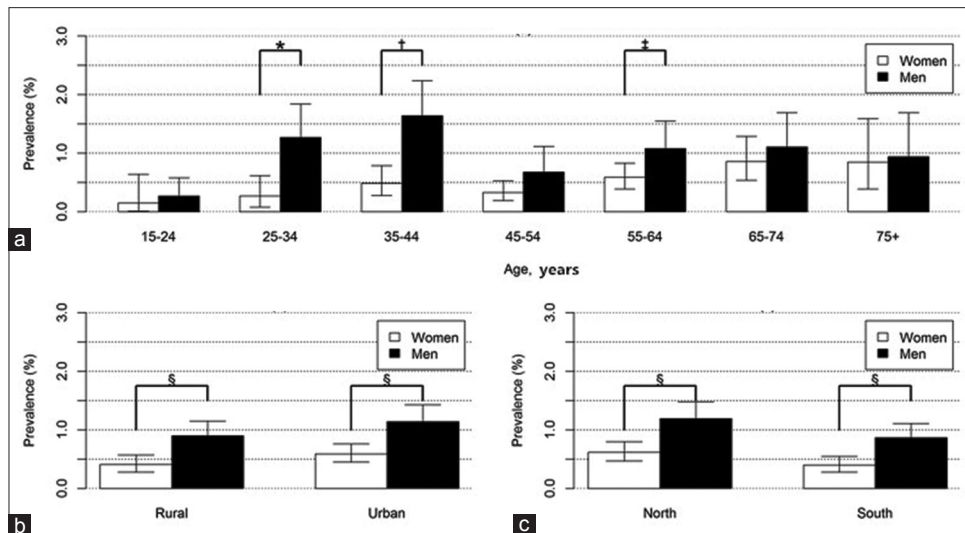 3.0
2.0
1.0
0.0
Prevalence (%)
* † ‡
Women
Men
15-24 25-34 35-44 45-54 55-64 65-74 75+
Age, years
a
3.0
2.0
1.0
0.0
Prevalence (%)
§ §
Women
Men
Rural Urban
b
3.0
2.0
1.0
0.0
Prevalence (%)
§ §
Women
Men
North South
c